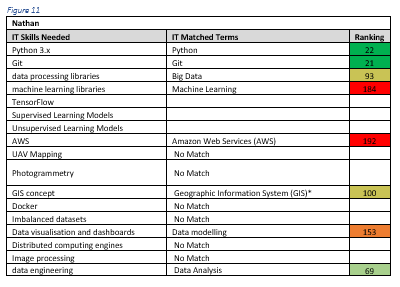 Figure 11
Nathan
IT Skills Needed IT Matched Terms Ranking
Python 3.x Python 22
Git Git 21
data processing libraries Big Data 93
machine learning libraries Machine Learning 184
TensorFlow
Supervised Learning Models
Unsupervised Learning Models
AWS Amazon Web Services (AWS) 192
UAV Mapping No Match
Photogrammetry No Match
GIS concept Geographic Information System (GIS)* 100
Docker No Match
Imbalanced datasets No Match
Data visualisation and dashboards Data modelling 153
Distributed computing engines No Match
Image processing No Match
data engineering Data Analysis 69